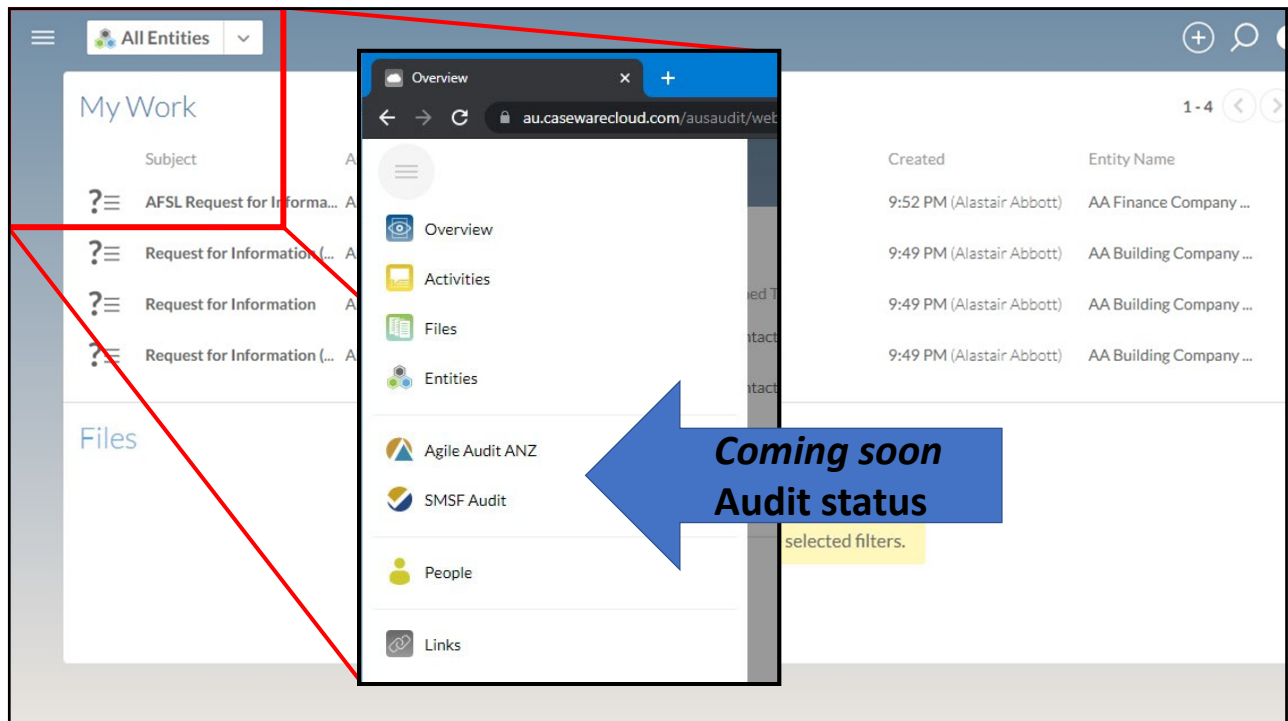 All Entities
My Work
1 - 4
Subject
A
Created
Entity Name
AFSL Request for Informa... A
9:52 PM (Alastair Abbott)
AA Finance Company ...
Request for Information (... A
9:49 PM (Alastair Abbott)
AA Building Company ...
Request for Information A
9:49 PM (Alastair Abbott)
AA Building Company ...
Request for Information (... A
9:49 PM (Alastair Abbott)
AA Building Company ...
Files
selected filters.
Overview
au.casewarecloud.com/ausaudit/web
Overview
Activities
Files
Entities
Agile Audit ANZ
SMSF Audit
People
Links
Coming soon
Audit status